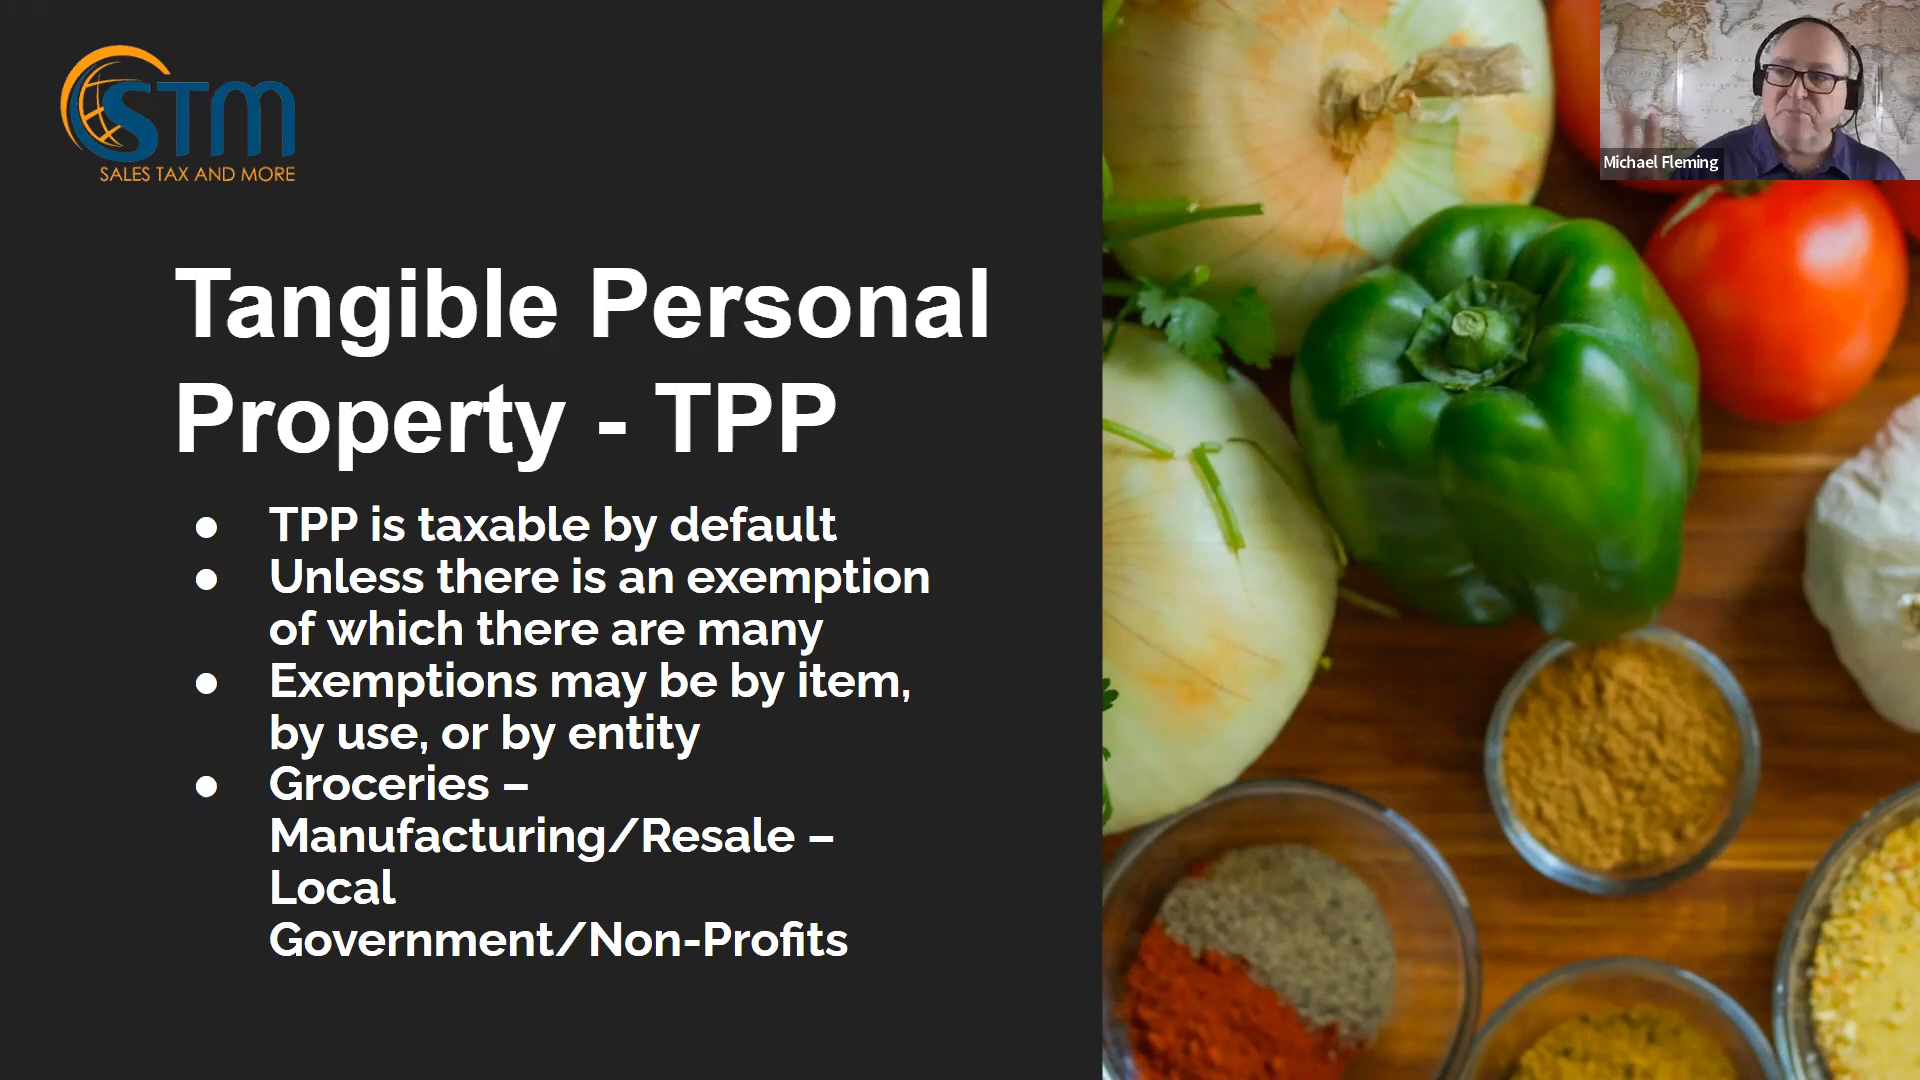 STM
SALES TAX AND MORE
Michael Fleming
Tangible Personal
Property - TPP
● TPP is taxable by default
● Unless there is an exemption
of which there are many
● Exemptions may be by item,
by use, or by entity
● Groceries –
Manufacturing/Resale –
Local
Government/Non-Profits